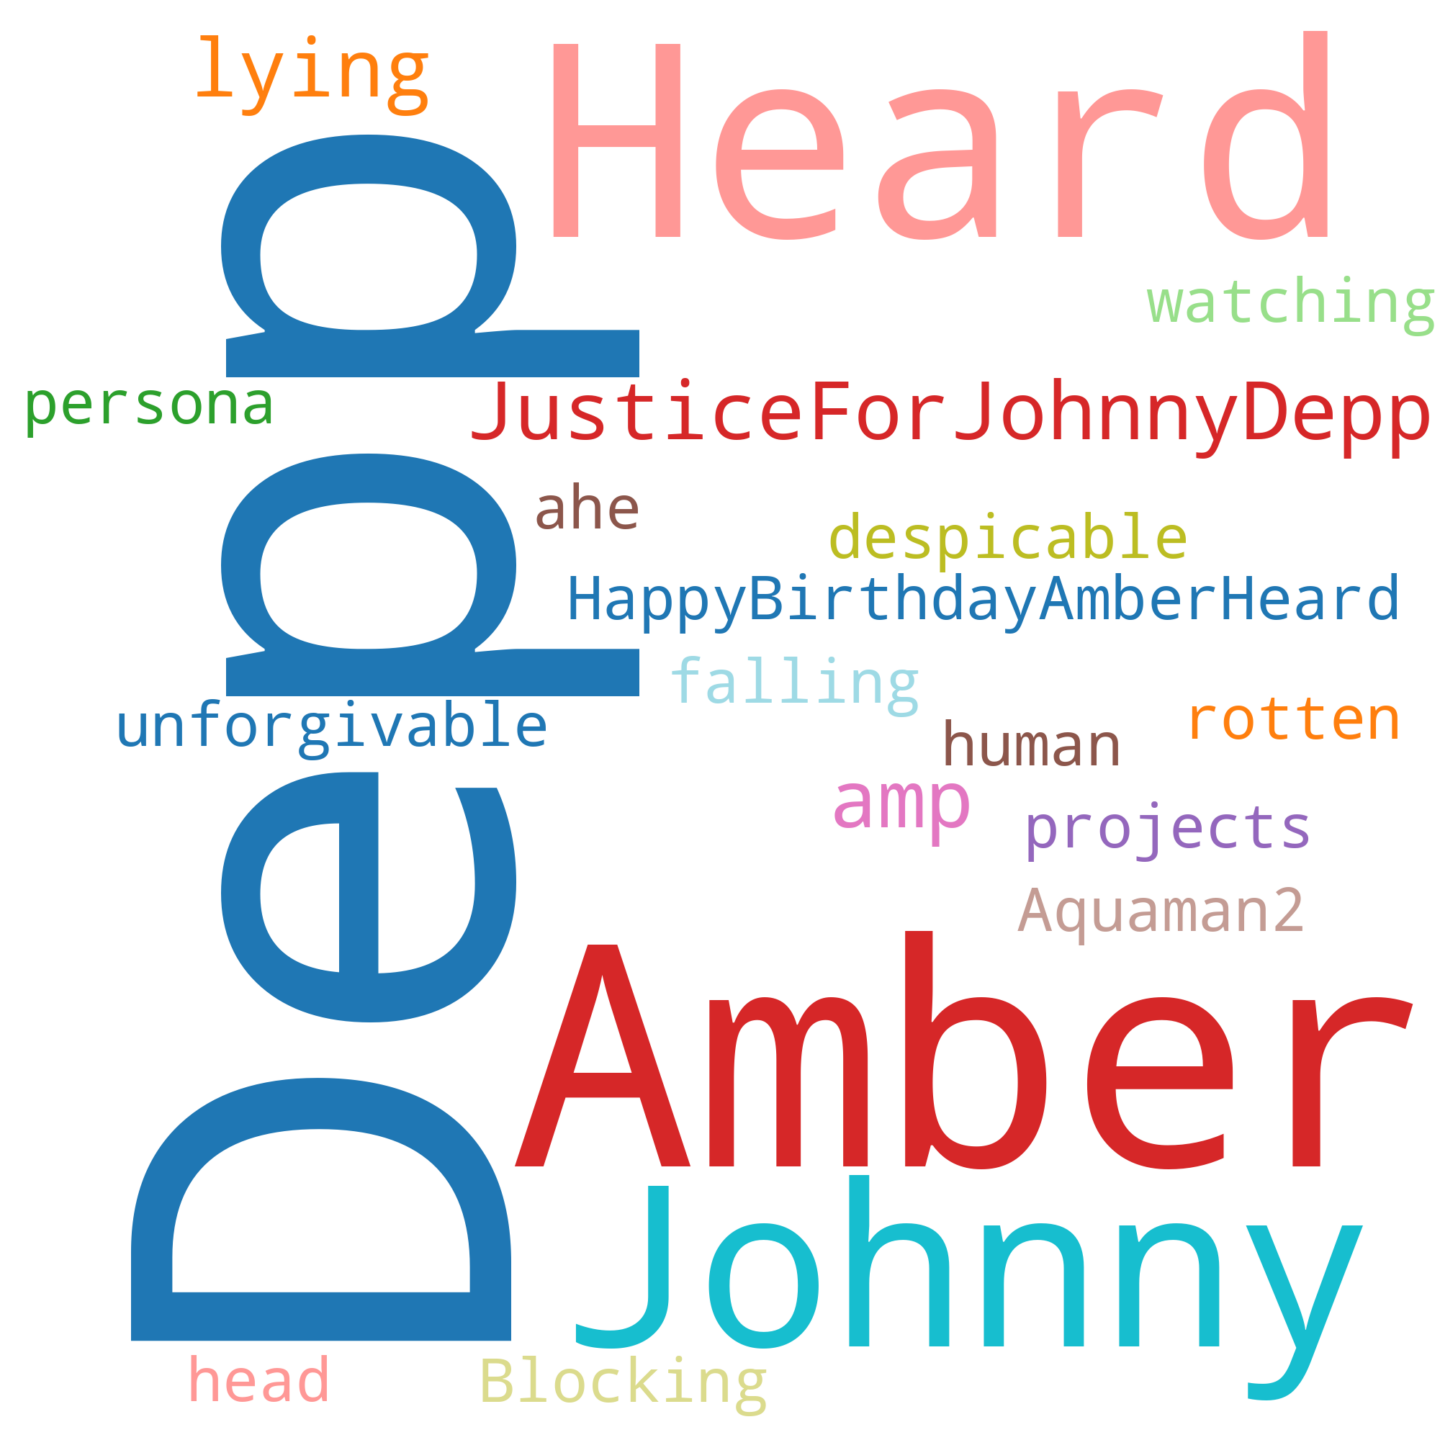 lying
Heard
Depp
watching
persona
JusticeForJohnnyDepp
ahe
despicable
HappyBirthdayAmberHeard
falling
unforgivable
rotten
human
amp
projects
Aquaman2
Amber
Johnny
head
Blocking